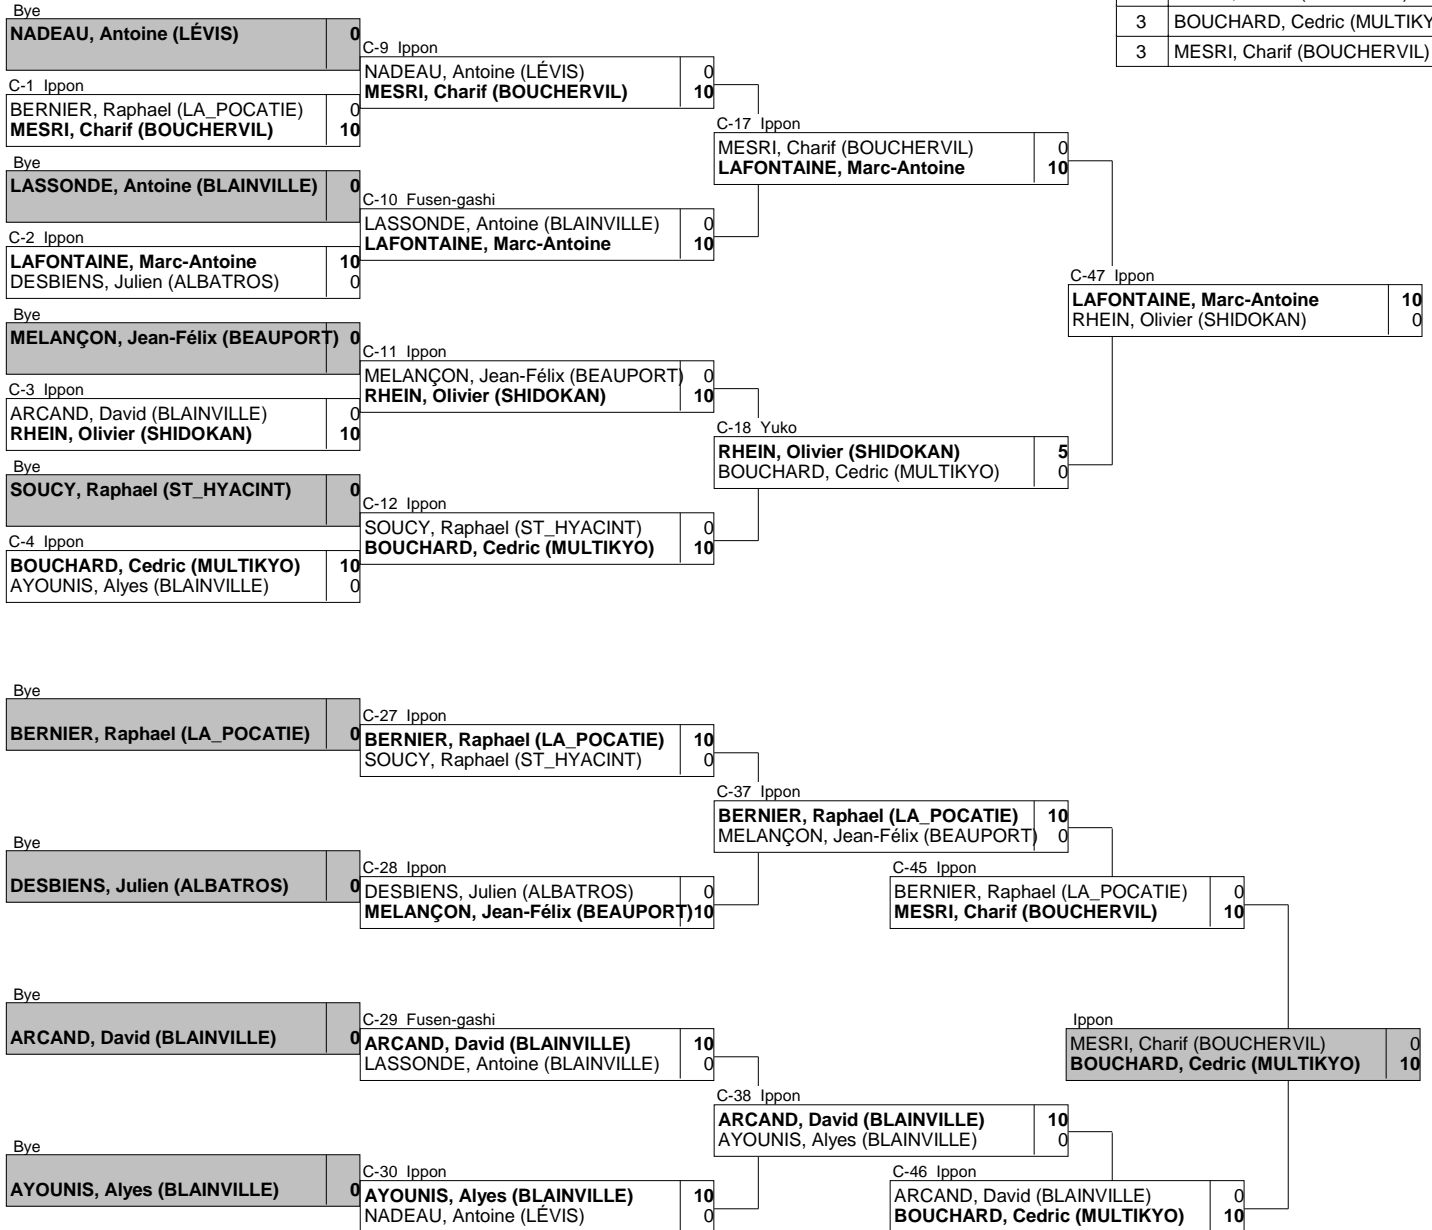 3 BOUCHARD, Cedric (MULTIKY
3 MESRI, Charif (BOUCHERVIL)
Bye
NADEAU, Antoine (LÉVIS) 0
C-1 Ippon
BERNIER, Raphael (LA_POCATIE) 0
MESRI, Charif (BOUCHERVIL) 10
Bye
LASSONDE, Antoine (BLAINVILLE) 0
C-2 Ippon
LAFONTAINE, Marc-Antoine 10
DESBIENS, Julien (ALBATROS) 0
Bye
MELANÇON, Jean-Félix (BEAUPORT) 0
C-3 Ippon
ARCAND, David (BLAINVILLE) 0
RHEIN, Olivier (SHIDOKAN) 10
Bye
SOUCY, Raphael (ST_HYACINT) 0
C-4 Ippon
BOUCHARD, Cedric (MULTIKYO) 10
AYOUNIS, Alyes (BLAINVILLE) 0
C-9 Ippon
NADEAU, Antoine (LÉVIS) 0
MESRI, Charif (BOUCHERVIL) 10
C-10 Fusen-gashi
LASSONDE, Antoine (BLAINVILLE) 0
LAFONTAINE, Marc-Antoine 10
C-11 Ippon
MELANÇON, Jean-Félix (BEAUPORT) 0
RHEIN, Olivier (SHIDOKAN) 10
C-12 Ippon
SOUCY, Raphael (ST_HYACINT) 0
BOUCHARD, Cedric (MULTIKYO) 10
C-17 Ippon
MESRI, Charif (BOUCHERVIL) 0
LAFONTAINE, Marc-Antoine 10
C-18 Yuko
RHEIN, Olivier (SHIDOKAN) 5
BOUCHARD, Cedric (MULTIKYO) 0
C-47 Ippon
LAFONTAINE, Marc-Antoine 10
RHEIN, Olivier (SHIDOKAN) 0
Bye
BERNIER, Raphael (LA_POCATIE) 0
Bye
DESBIENS, Julien (ALBATROS) 0
Bye
ARCAND, David (BLAINVILLE) 0
Bye
AYOUNIS, Alyes (BLAINVILLE) 0
C-27 Ippon
BERNIER, Raphael (LA_POCATIE) 10
SOUCY, Raphael (ST_HYACINT) 0
C-28 Ippon
DESBIENS, Julien (ALBATROS) 0
MELANÇON, Jean-Félix (BEAUPORT) 10
C-29 Fusen-gashi
ARCAND, David (BLAINVILLE) 10
LASSONDE, Antoine (BLAINVILLE) 0
C-30 Ippon
AYOUNIS, Alyes (BLAINVILLE) 10
NADEAU, Antoine (LÉVIS) 0
C-37 Ippon
BERNIER, Raphael (LA_POCATIE) 10
MELANÇON, Jean-Félix (BEAUPORT) 0
C-38 Ippon
ARCAND, David (BLAINVILLE) 10
AYOUNIS, Alyes (BLAINVILLE) 0
C-45 Ippon
BERNIER, Raphael (LA_POCATIE) 0
MESRI, Charif (BOUCHERVIL) 10
C-46 Ippon
ARCAND, David (BLAINVILLE) 0
BOUCHARD, Cedric (MULTIKYO) 10
Ippon
MESRI, Charif (BOUCHERVIL) 0
BOUCHARD, Cedric (MULTIKYO) 10